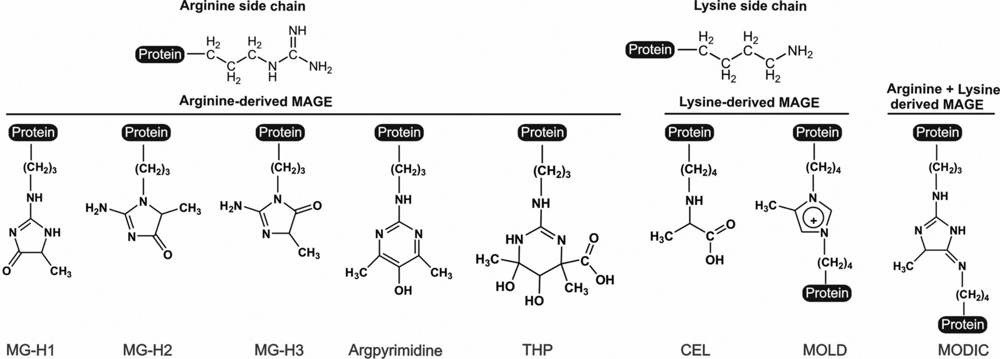 Arginine side chain
Lysine side chain
Protein
H2
C
C
H2
H2
C
N
H
NH
C
NH2
Protein
H2
C
C
H2
H2
C
C
H2
NH2
Arginine-derived MAGE
Lysine-derived MAGE
Arginine + Lysine
derived MAGE
Protein
(CH2)3
NH
N
NH
O
CH3
MG-H1
Protein
(CH2)3
N
H2N
CH3
N
O
MG-H2
Protein
(CH2)3
N
H2N
O
N
CH3
MG-H3
Protein
(CH2)3
NH
N
N
H3C
CH3
OH
Argpyrimidine
Protein
(CH2)3
NH
HN
N
O
H3C
C
OH
HO
CH3
HO
THP
Protein
(CH2)4
NH
O
H3C
C
OH
CEL
Protein
(CH2)4
N
H3C
+
N
(CH2)4
Protein
MOLD
Protein
(CH2)3
NH
N
NH
H3C
N
(CH2)4
Protein
MODIC